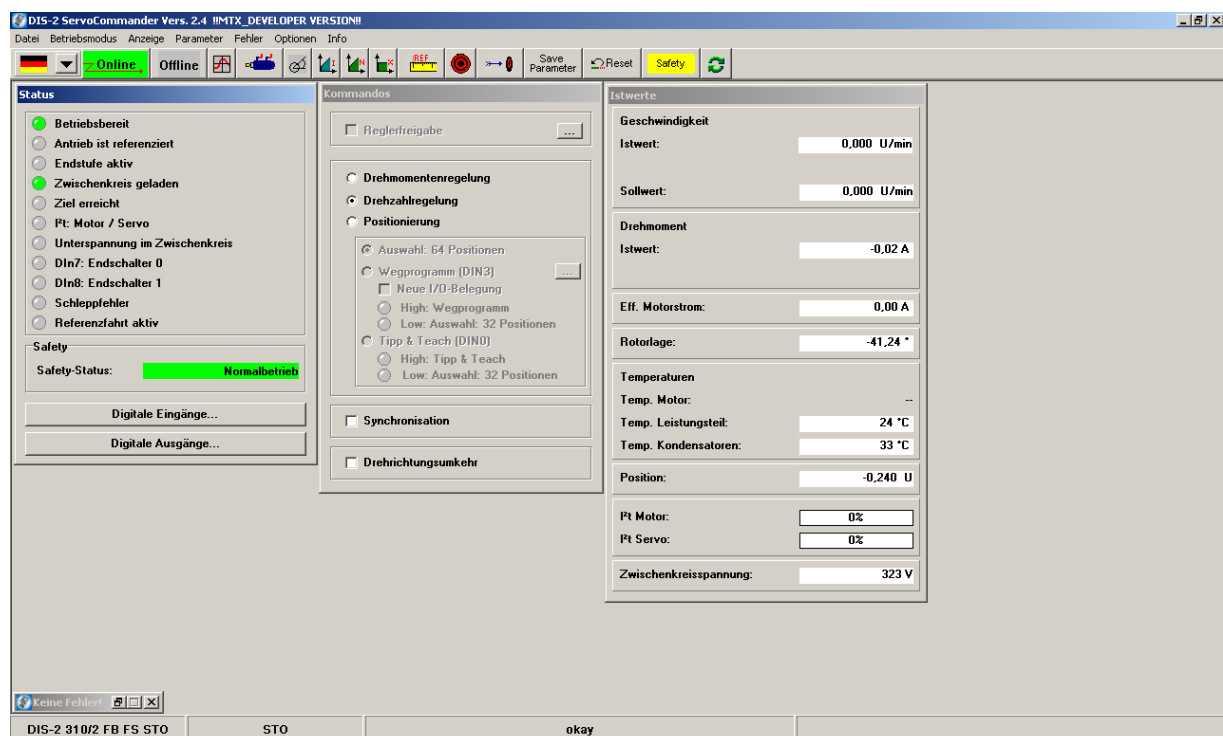 DIS-2 ServoCommander Vers. 2.4 !!MTX_DEVELOPER VERSION!!
Datei Betriebsmodus Anzeige Parameter Fehler Optionen Info
Online Offline REF Save Parameter Reset Safety
Status
Betriebsbereit
Antrieb ist referenziert
Endstufe aktiv
Zwischenkreis geladen
Ziel erreicht
I²t: Motor / Servo
Unterspannung im Zwischenkreis
DIn7: Endschalter 0
DIn8: Endschalter 1
Schleppfehler
Referenzfahrt aktiv
Safety
Safety-Status: Normalbetrieb
Digitale Eingänge...
Digitale Ausgänge...
Kommandos
Reglerfreigabe ...
Drehmomentenregelung
Drehzahlregelung
Positionierung
Auswahl: 64 Positionen
Wegprogramm (DIN3) ...
Neue I/O-Belegung
High: Wegprogramm
Low: Auswahl: 32 Positionen
Tipp & Teach (DIN0)
High: Tipp & Teach
Low: Auswahl: 32 Positionen
Synchronisation
Drehrichtungsumkehr
Istwerte
Geschwindigkeit
Istwert: 0,000 U/min
Sollwert: 0,000 U/min
Drehmoment
Istwert: -0,02 A
Eff. Motorstrom: 0,00 A
Rotorlage: -41,24 °
Temperaturen
Temp. Motor: --
Temp. Leistungsteil: 24 °C
Temp. Kondensatoren: 33 °C
Position: -0,240 U
I²t Motor: 0%
I²t Servo: 0%
Zwischenkreisspannung: 323 V
Keine Fehler!
DIS-2 310/2 FB FS STO STO okay